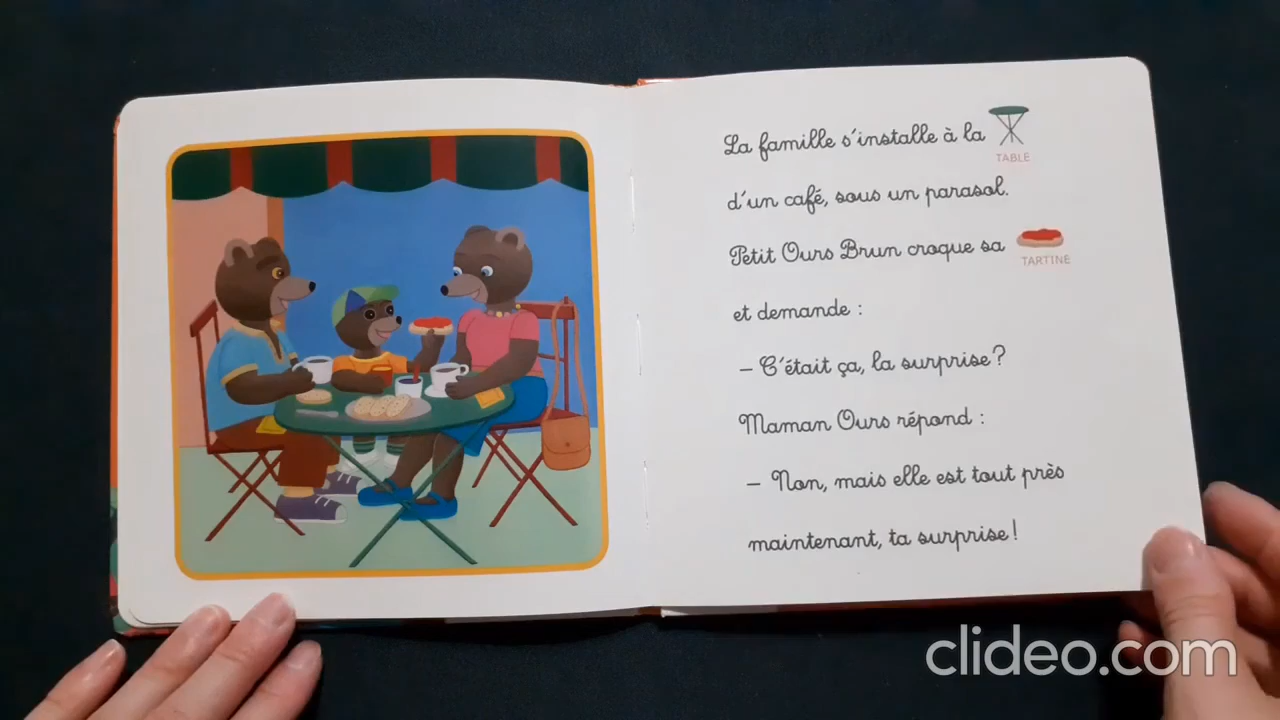 La famille s'installe à la
TABLE
d'un café, sous un parasol.
Petit Ours Brun croque sa
TARTINE
et demande :
– C'était ça, la surprise ?
Maman Ours répond :
– Non, mais elle est tout près
maintenant, ta surprise !
clideo.com